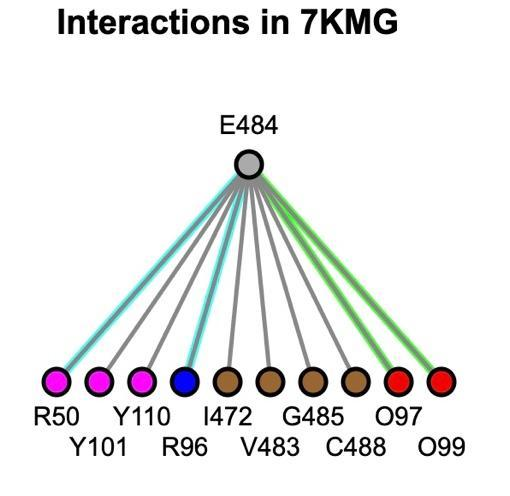 Interactions in 7KMG
E484
R50 Y110 I472 G485 O97
Y101 R96 V483 C488 O99